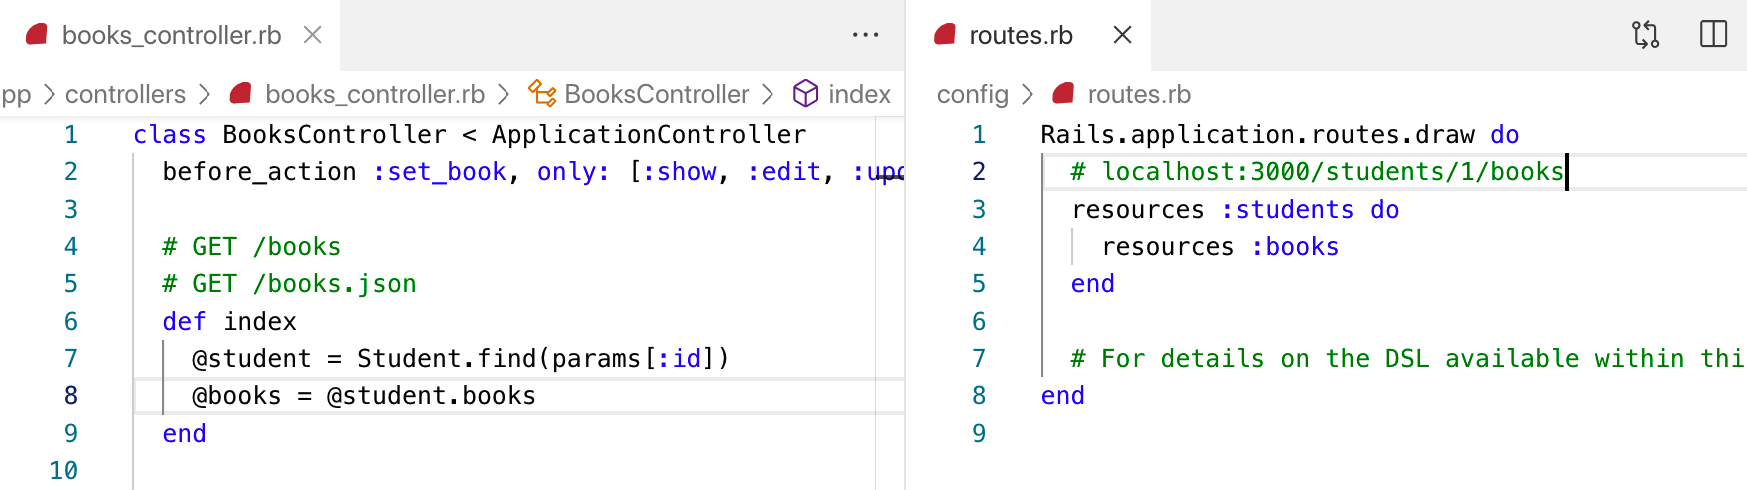 books_controller.rb
routes.rb
pp > controllers > books_controller.rb > BooksController > index
1 class BooksController < ApplicationController
2 before_action :set_book, only: [:show, :edit, :upd
3
4 # GET /books
5 # GET /books.json
6 def index
7 @student = Student.find(params[:id])
8 @books = @student.books
9 end
10
config > routes.rb
1 Rails.application.routes.draw do
2 # localhost:3000/students/1/books
3 resources :students do
4 resources :books
5 end
6
7 # For details on the DSL available within thi
8 end
9